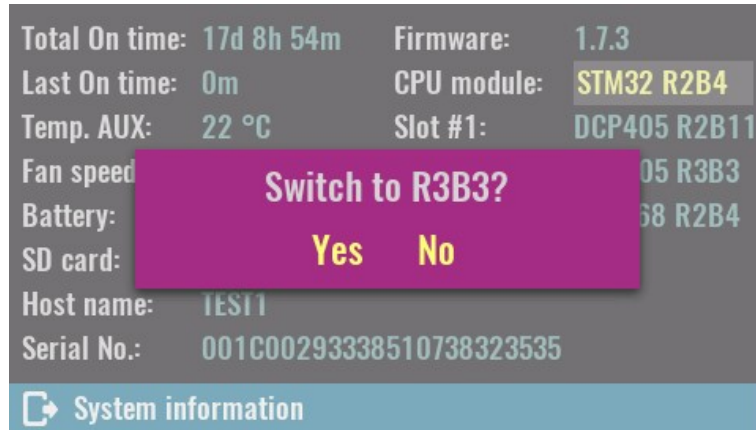 Total On time: 17d 8h 54m Firmware: 1.7.3
Last On time: 0m CPU module: STM32 R2B4
Temp. AUX: 22 °C Slot #1: DCP405 R2B11
Fan speed 05 R3B3
Switch to R3B3?
Battery: 68 R2B4
Yes No
SD card:
Host name: TEST1
Serial No.: 001C00293338510738323535
System information